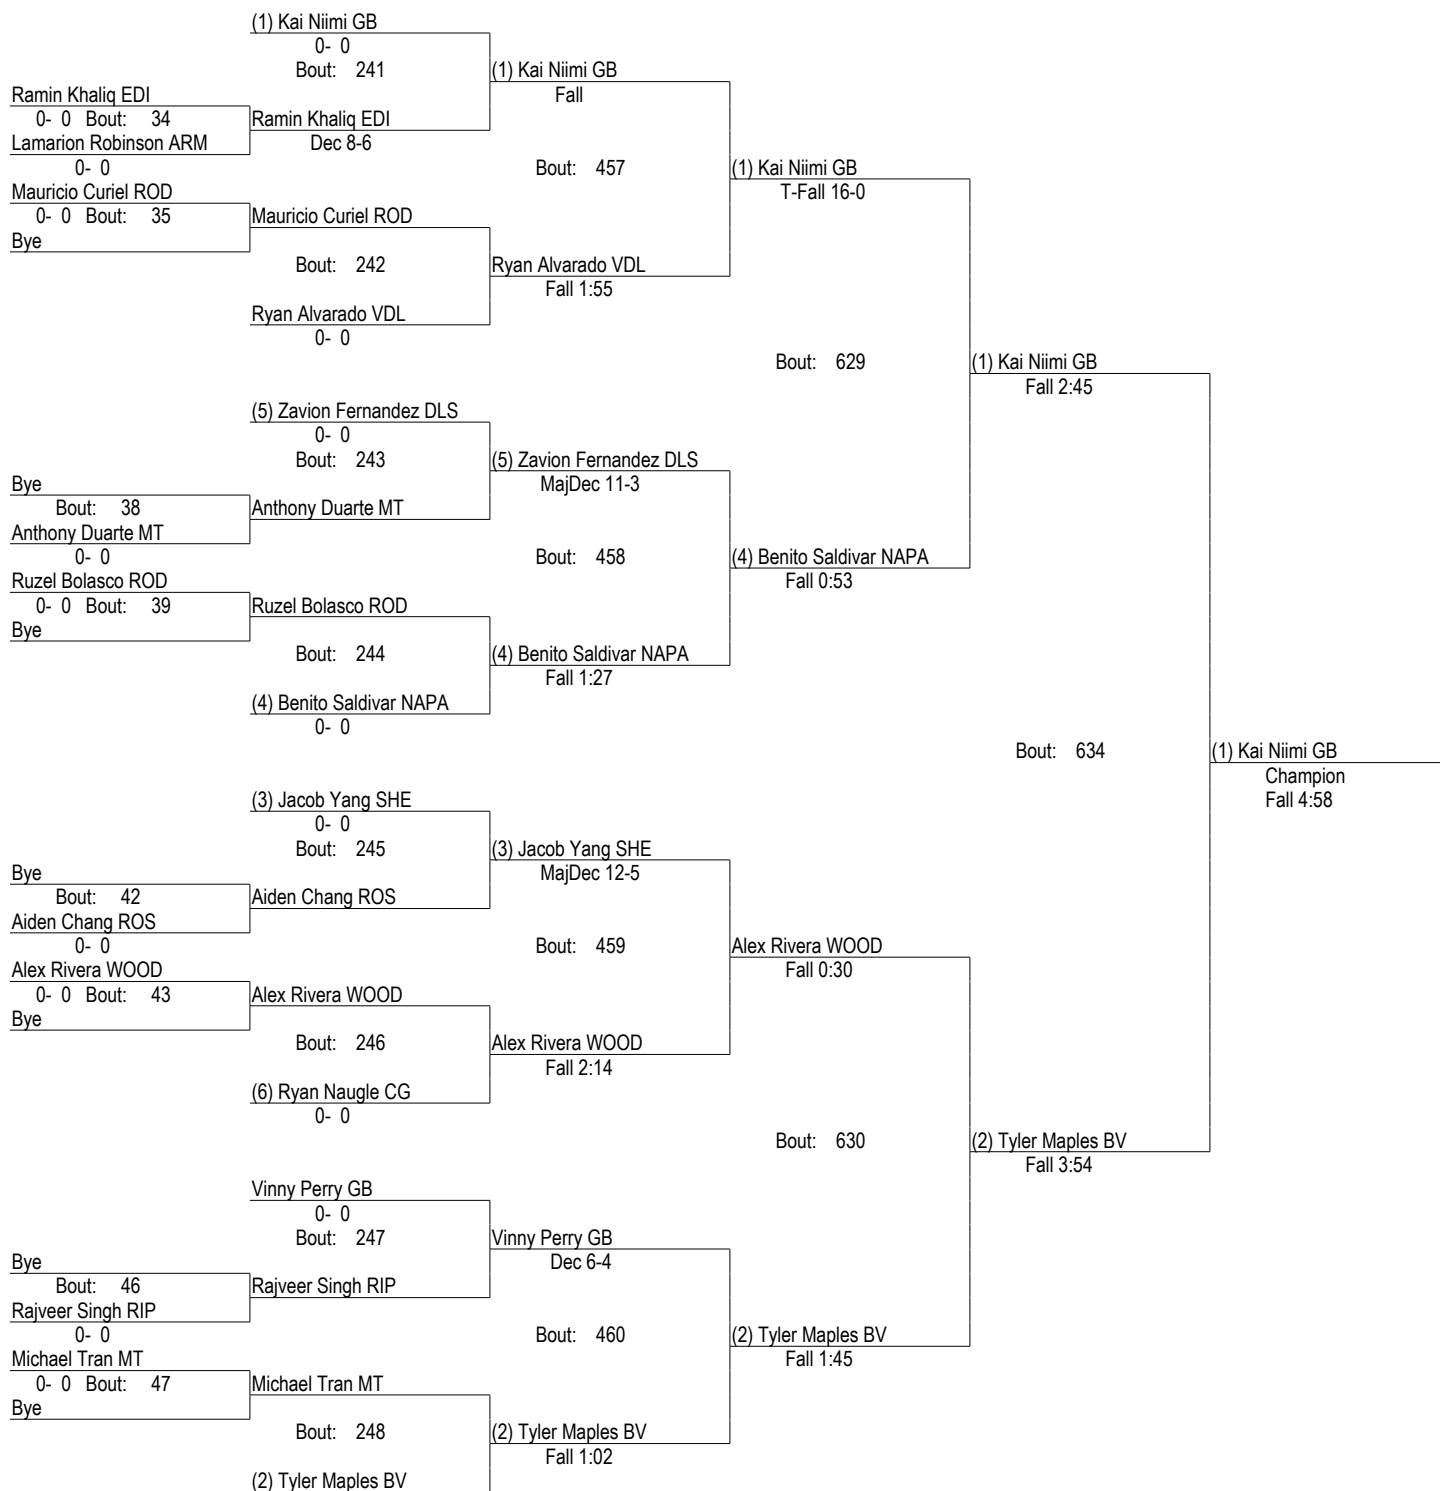 (1) Kai Niimi GB
0- 0
Bout: 241
(1) Kai Niimi GB
Ramin Khaliq EDI
Fall
0- 0 Bout: 34
Ramin Khaliq EDI
Lamarion Robinson ARM
Dec 8-6
0- 0
Bout: 457
(1) Kai Niimi GB
Mauricio Curiel ROD
T-Fall 16-0
0- 0 Bout: 35
Mauricio Curiel ROD
Bye
Bout: 242
Ryan Alvarado VDL
Fall 1:55
Ryan Alvarado VDL
0- 0
Bout: 629
(1) Kai Niimi GB
Fall 2:45
(5) Zavion Fernandez DLS
0- 0
Bout: 243
(5) Zavion Fernandez DLS
Bye
MajDec 11-3
Bout: 38
Anthony Duarte MT
Anthony Duarte MT
0- 0
Bout: 458
(4) Benito Saldivar NAPA
Ruzel Bolasco ROD
Fall 0:53
0- 0 Bout: 39
Ruzel Bolasco ROD
Bye
Bout: 244
(4) Benito Saldivar NAPA
Fall 1:27
(4) Benito Saldivar NAPA
0- 0
Bout: 634
(1) Kai Niimi GB
Champion
Fall 4:58
(3) Jacob Yang SHE
0- 0
Bout: 245
(3) Jacob Yang SHE
Bye
MajDec 12-5
Bout: 42
Aiden Chang ROS
Aiden Chang ROS
0- 0
Bout: 459
Alex Rivera WOOD
Alex Rivera WOOD
Fall 0:30
0- 0 Bout: 43
Alex Rivera WOOD
Bye
Bout: 246
Alex Rivera WOOD
Fall 2:14
(6) Ryan Naugle CG
0- 0
Bout: 630
(2) Tyler Maples BV
Fall 3:54
Vinny Perry GB
0- 0
Bout: 247
Vinny Perry GB
Bye
Dec 6-4
Bout: 46
Rajveer Singh RIP
Rajveer Singh RIP
0- 0
Bout: 460
(2) Tyler Maples BV
Michael Tran MT
Fall 1:45
0- 0 Bout: 47
Michael Tran MT
Bye
Bout: 248
(2) Tyler Maples BV
Fall 1:02
(2) Tyler Maples BV